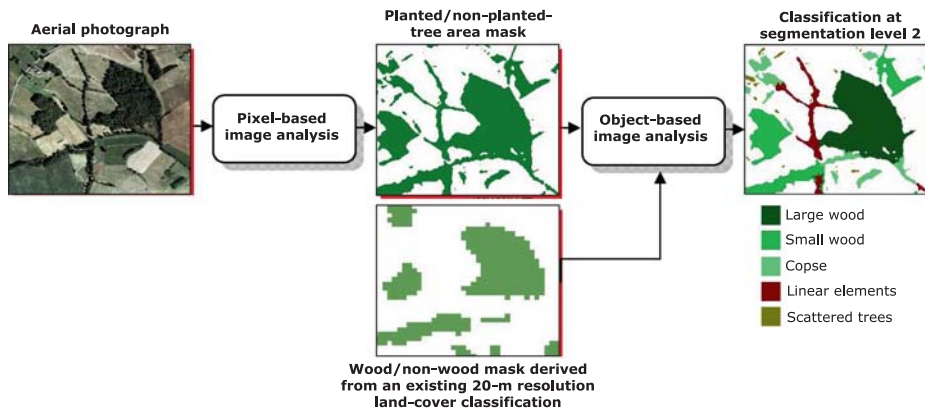 Aerial photograph
Planted/non-planted-
tree area mask
Classification at
segmentation level 2
Pixel-based
image analysis
Object-based
image analysis
Large wood
Small wood
Copse
Linear elements
Scattered trees
Wood/non-wood mask derived
from an existing 20-m resolution
land-cover classification